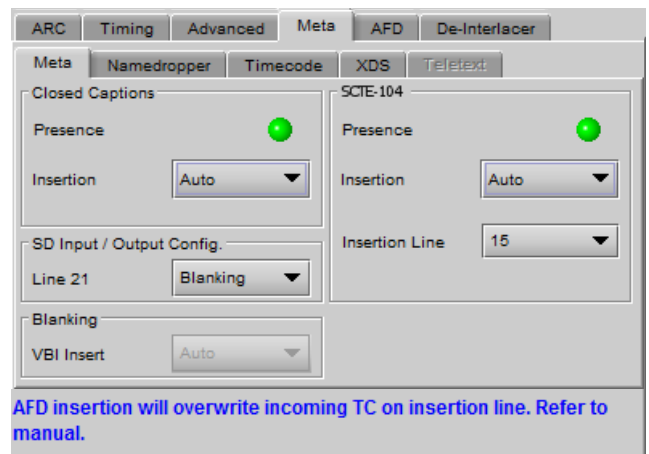 ARC Timing Advanced Meta AFD De-Interlacer
Meta Namedropper Timecode XDS Teletext
Closed Captions
Presence
Insertion Auto
SD Input / Output Config.
Line 21 Blanking
Blanking
VBI Insert Auto
SCTE-104
Presence
Insertion Auto
Insertion Line 15
AFD insertion will overwrite incoming TC on insertion line. Refer to
manual.